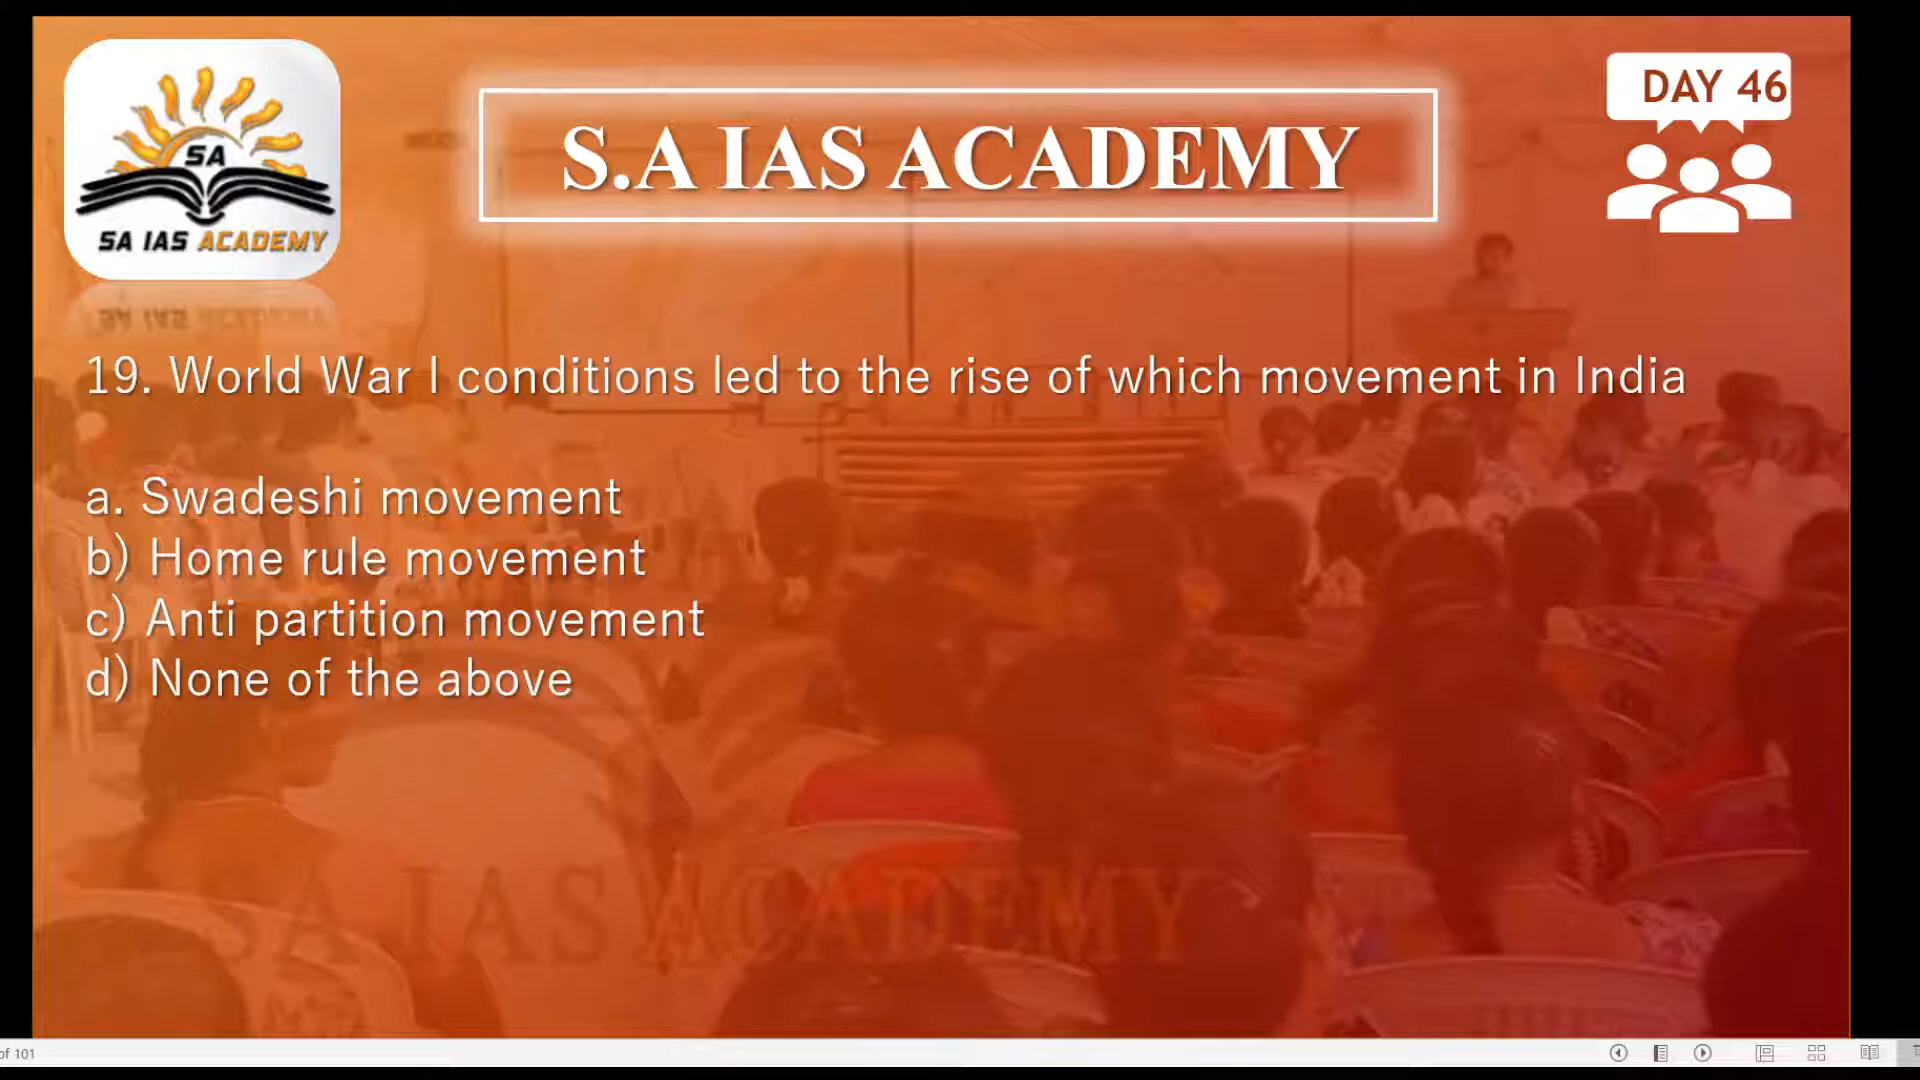 SA
SA IAS ACADEMY
S.A IAS ACADEMY
DAY 46
19. World War I conditions led to the rise of which movement in India
a. Swadeshi movement
b) Home rule movement
c) Anti partition movement
d) None of the above
SA IAS ACADEMY
of 101